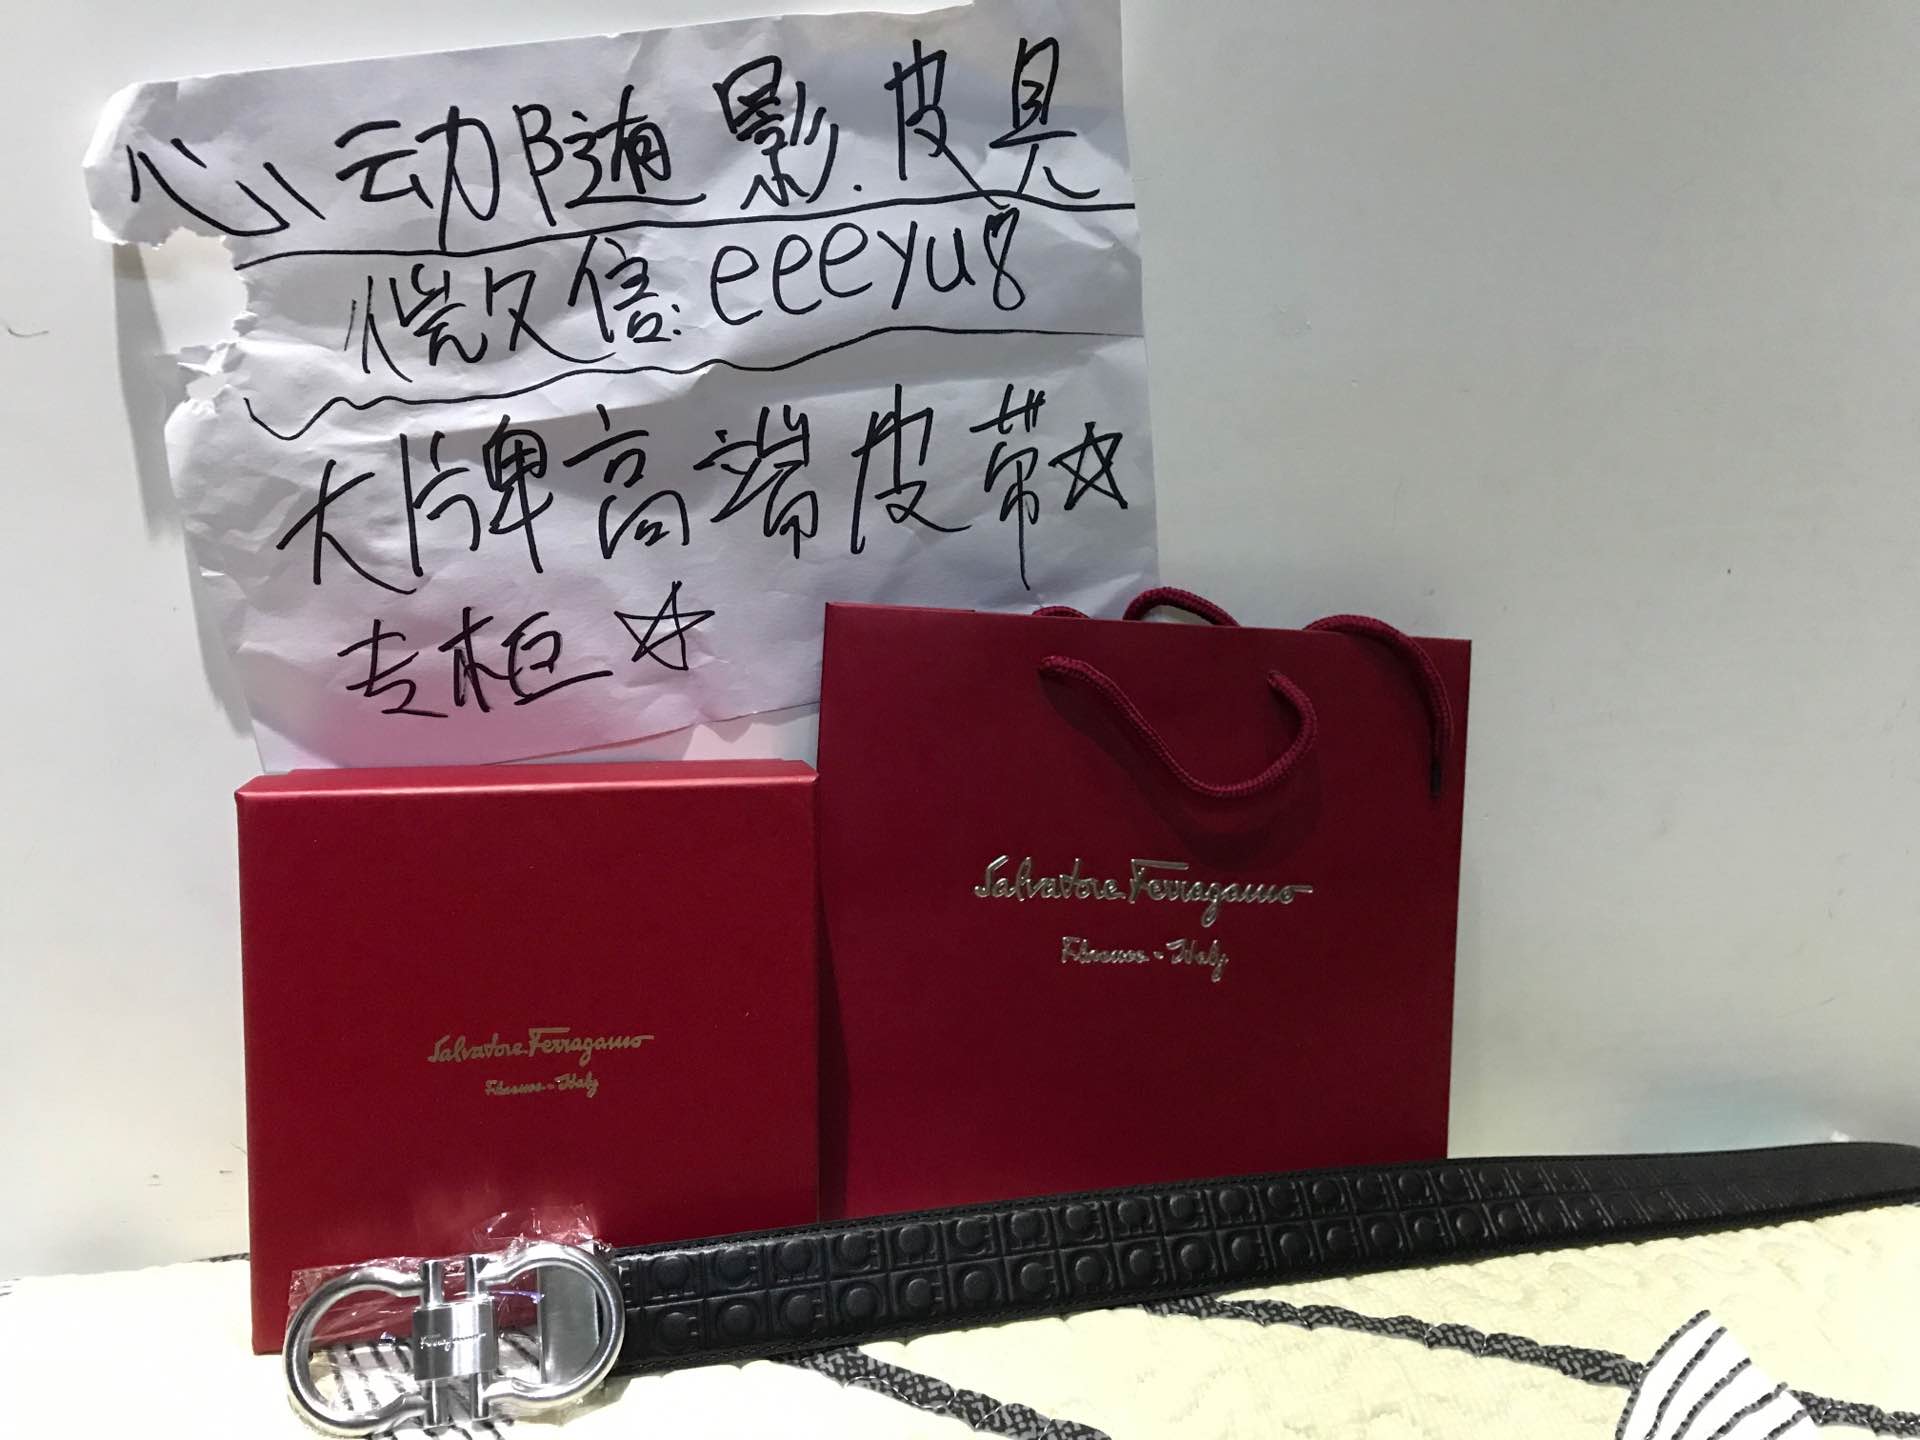 心动随影.皮具
微信:eeeyu8
大牌高端皮带☆
专柜☆
Salvatore Ferragamo
Firenze - Italy
Salvatore Ferragamo
Firenze - Italy